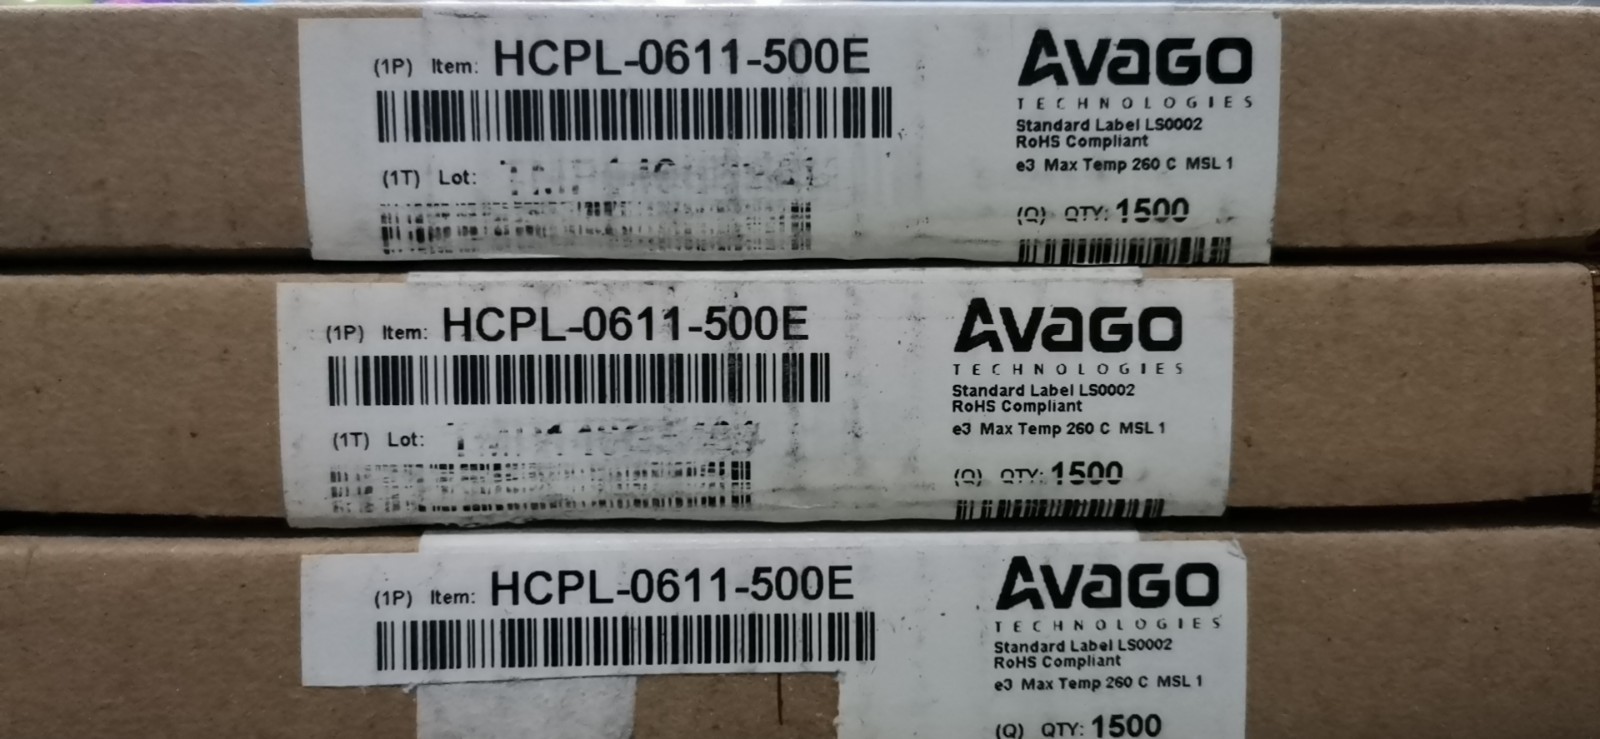 (1P) Item: HCPL-0611-500E
AVAGO
TECHNOLOGIES
Standard Label LS0002
RoHS Compliant
e3 Max Temp 260 C MSL 1
(1T) Lot:
(Q) QTY: 1500
(1P) Item: HCPL-0611-500E
AVAGO
TECHNOLOGIES
Standard Label LS0002
RoHS Compliant
e3 Max Temp 260 C MSL 1
(1T) Lot:
(Q) QTY: 1500
(1P) Item: HCPL-0611-500E
AVAGO
TECHNOLOGIES
Standard Label LS0002
RoHS Compliant
e3 Max Temp 260 C MSL 1
(Q) QTY: 1500